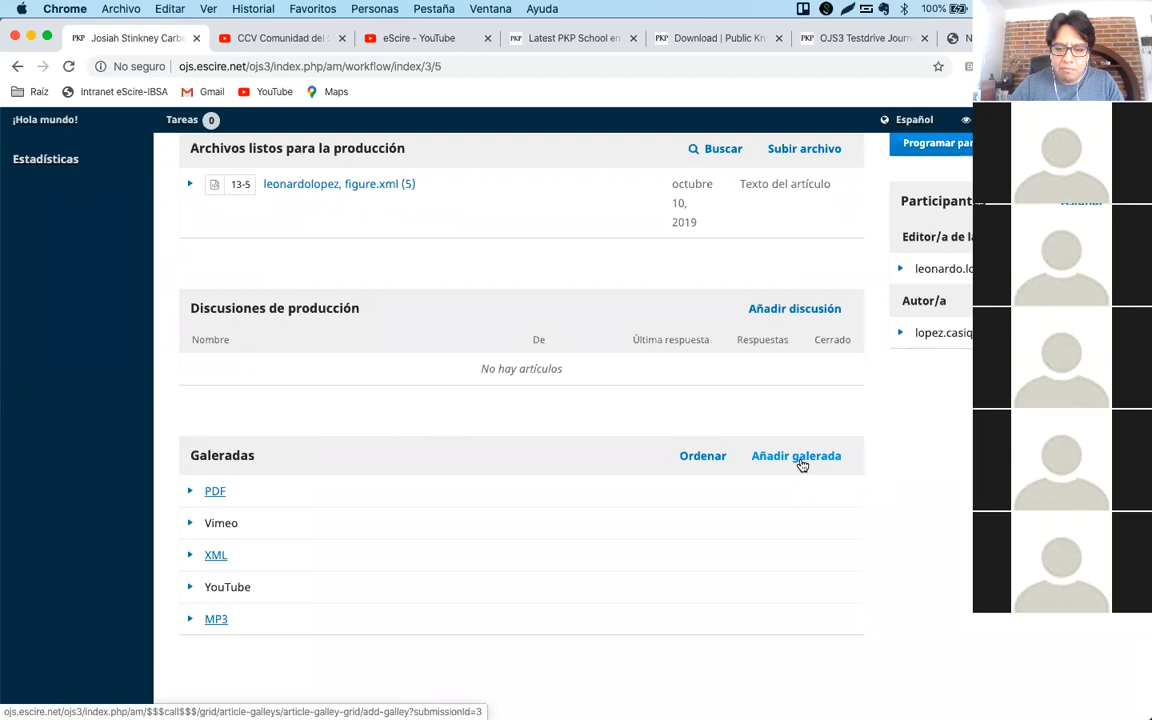 Chrome Archivo Editar Ver Historial Favoritos Personas Pestaña Ventana Ayuda 100%
PKP Josiah Stinkney Carbe CCV Comunidad del eScire - YouTube PKP Latest PKP School en PKP Download | Public Kn PKP OJS3 Testdrive Journ N
No seguro ojs.escire.net/ojs3/index.php/am/workflow/index/3/5
Raíz Intranet eScire-IBSA Gmail YouTube Maps
¡Hola mundo! Tareas 0 Español
Estadísticas
Archivos listos para la producción Buscar Subir archivo Programar par
13-5 leonardolopez, figure.xml (5) octubre 10, 2019 Texto del artículo
Discusiones de producción Añadir discusión
Nombre De Última respuesta Respuestas Cerrado
No hay artículos
Galeradas Ordenar Añadir galerada
PDF
Vimeo
XML
YouTube
MP3
Participante
Editor/a de la
leonardo.lo
Autor/a
lopez.casiq
ojs.escire.net/ojs3/index.php/am/$$$call$$$/grid/article-galleys/article-galley-grid/add-galley?submissionId=3